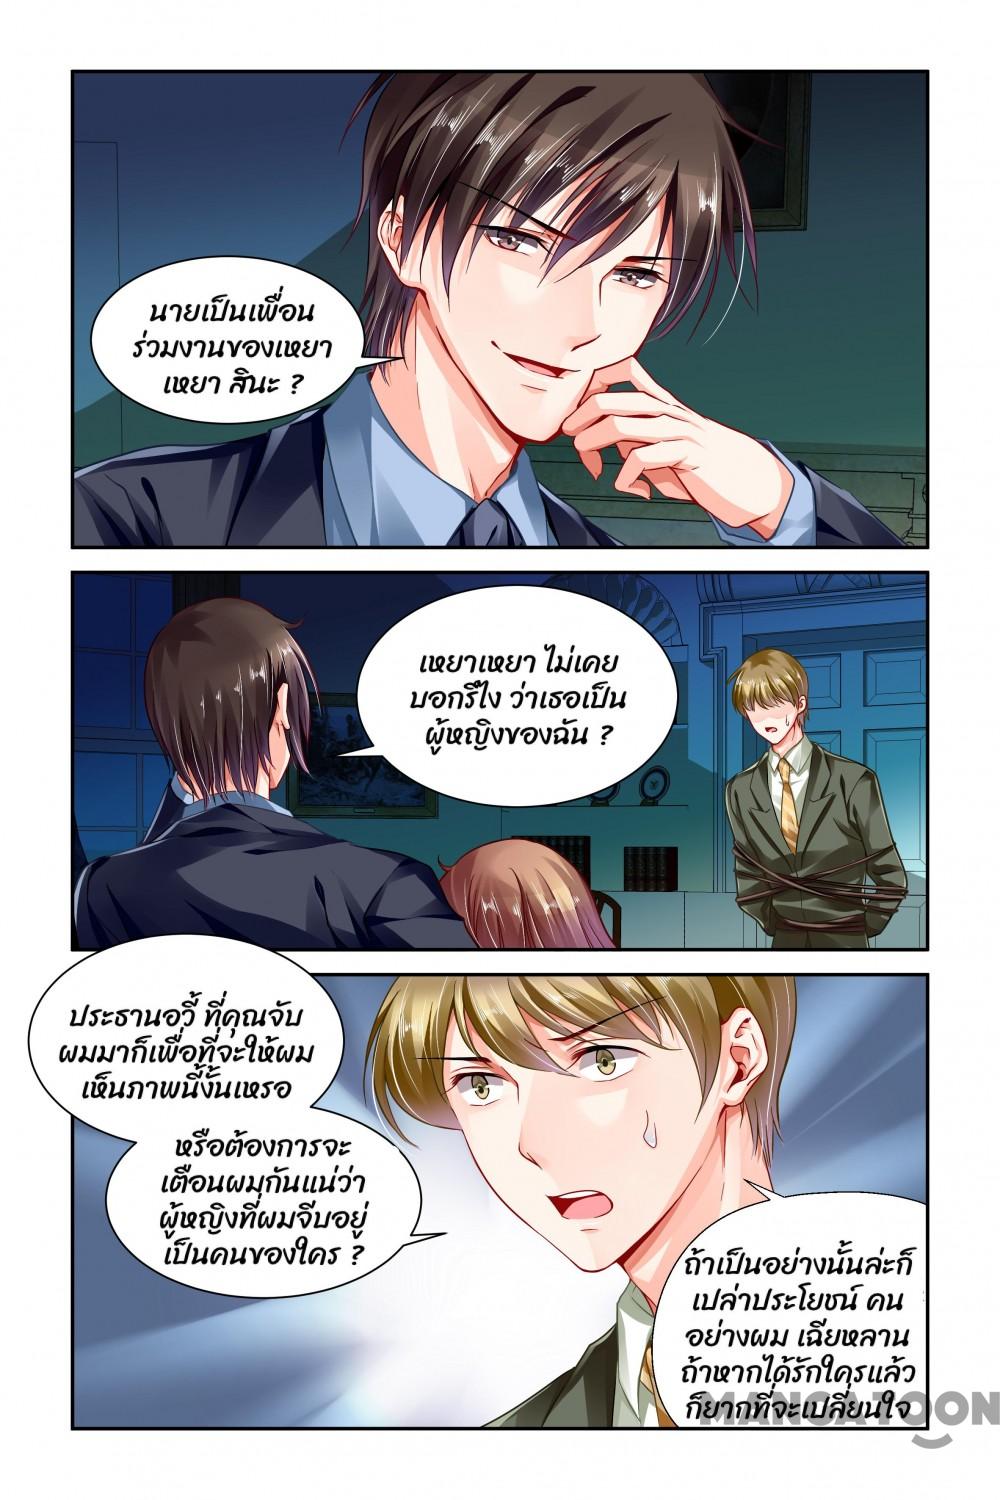 นายเป็นเพื่อน
ร่วมงานของเหยา
เหยา สินะ ?
เหยาเหยา ไม่เคย
บอกรึไง ว่าเธอเป็น
ผู้หญิงของฉัน ?
ประธานอวี้ ที่คุณจับ
ผมมาก็เพื่อที่จะให้ผม
เห็นภาพนี้งั้นเหรอ
หรือต้องการจะ
เตือนผมกันแน่ว่า
ผู้หญิงที่ผมจีบอยู่
เป็นคนของใคร ?
ถ้าเป็นอย่างนั้นล่ะก็
เปล่าประโยชน์ คน
อย่างผม เฉียหลาน
ถ้าหากได้รักใครแล้ว
ก็ยากที่จะเปลี่ยนใจ
MANGATOON